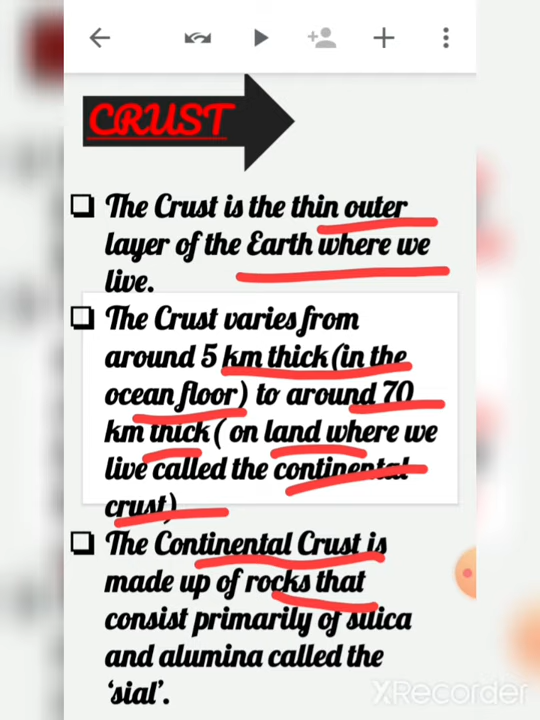 CRUST
The Crust is the thin outer
layer of the Earth where we
live.
The Crust varies from
around 5 km thick(in the
ocean floor) to around 70
km thick( on land where we
live called the continental
crust)
The Continental Crust is
made up of rocks that
consist primarily of silica
and alumina called the
‘sial’.
XRecorder